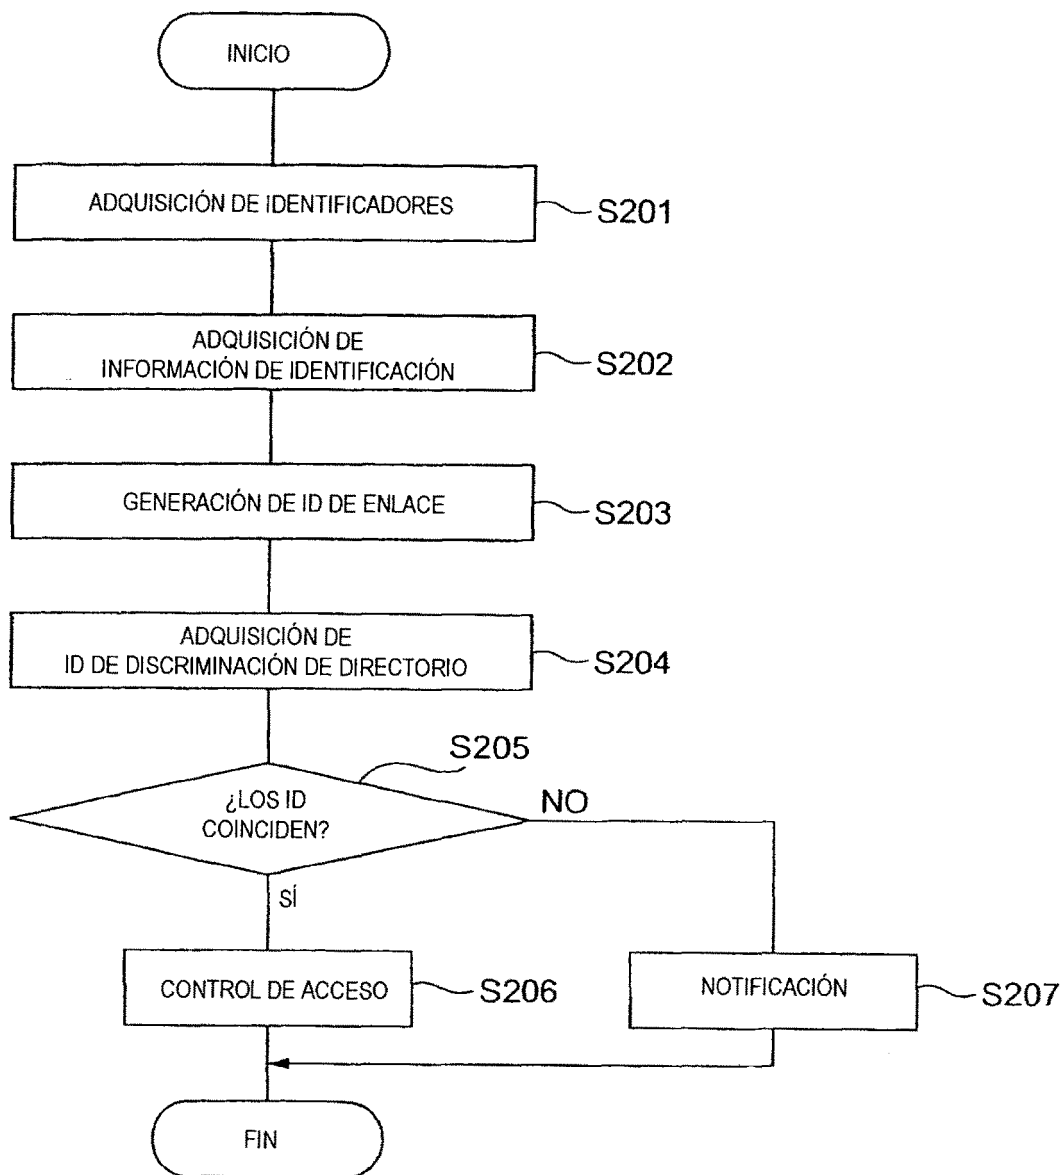 INICIO
ADQUISICIÓN DE IDENTIFICADORES
S201
ADQUISICIÓN DE
INFORMACIÓN DE IDENTIFICACIÓN
S202
GENERACIÓN DE ID DE ENLACE
S203
ADQUISICIÓN DE
ID DE DISCRIMINACIÓN DE DIRECTORIO
S204
S205
¿LOS ID
COINCIDEN?
NO
SÍ
CONTROL DE ACCESO
S206
NOTIFICACIÓN
S207
FIN